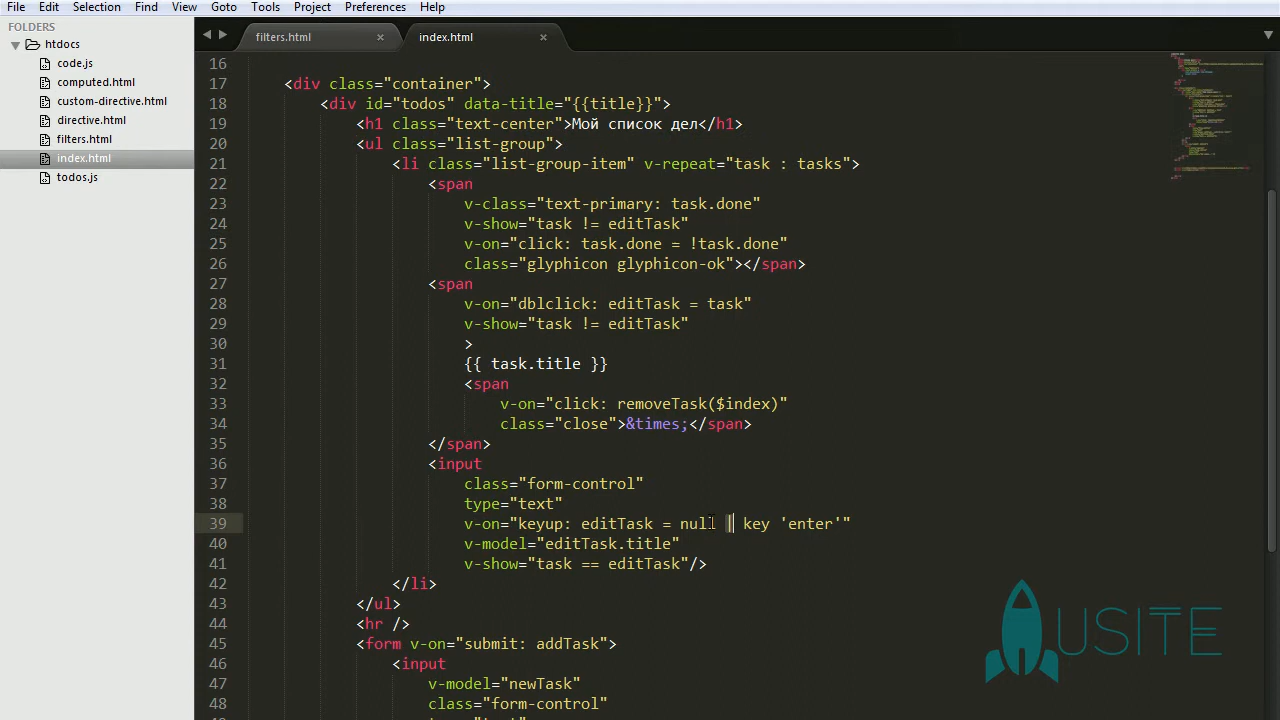 File Edit Selection Find View Goto Tools Project Preferences Help
FOLDERS
htdocs
code.js
computed.html
custom-directive.html
directive.html
filters.html
index.html
todos.js
filters.html × index.html ×
16
17 <div class="container">
18 <div id="todos" data-title="{{title}}">
19 <h1 class="text-center">Мой список дел</h1>
20 <ul class="list-group">
21 <li class="list-group-item" v-repeat="task : tasks">
22 <span
23 v-class="text-primary: task.done"
24 v-show="task != editTask"
25 v-on="click: task.done = !task.done"
26 class="glyphicon glyphicon-ok"></span>
27 <span
28 v-on="dblclick: editTask = task"
29 v-show="task != editTask"
30 >
31 {{ task.title }}
32 <span
33 v-on="click: removeTask($index)"
34 class="close">&times;</span>
35 </span>
36 <input
37 class="form-control"
38 type="text"
39 v-on="keyup: editTask = null | key 'enter'"
40 v-model="editTask.title"
41 v-show="task == editTask"/>
42 </li>
43 </ul>
44 <hr />
45 <form v-on="submit: addTask">
46 <input
47 v-model="newTask"
48 class="form-control"
USITE